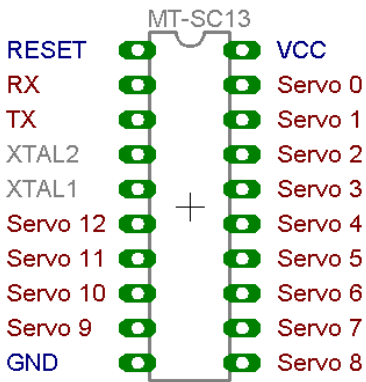 MT-SC13
RESET VCC
RX Servo 0
TX Servo 1
XTAL2 Servo 2
XTAL1 Servo 3
Servo 12 Servo 4
Servo 11 Servo 5
Servo 10 Servo 6
Servo 9 Servo 7
GND Servo 8